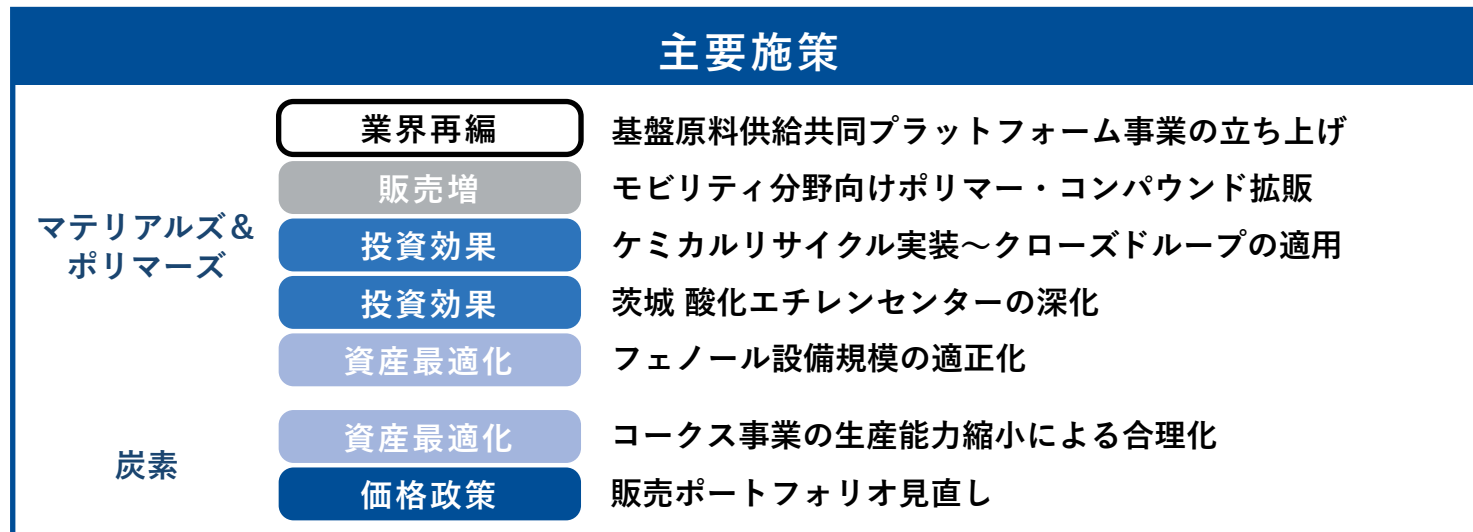 主要施策
マテリアルズ＆
ポリマーズ
業界再編 基盤原料供給共同プラットフォーム事業の立ち上げ
販売増 モビリティ分野向けポリマー・コンパウンド拡販
投資効果 ケミカルリサイクル実装～クローズドループの適用
投資効果 茨城 酸化エチレンセンターの深化
資産最適化 フェノール設備規模の適正化
炭素
資産最適化 コークス事業の生産能力縮小による合理化
価格政策 販売ポートフォリオ見直し